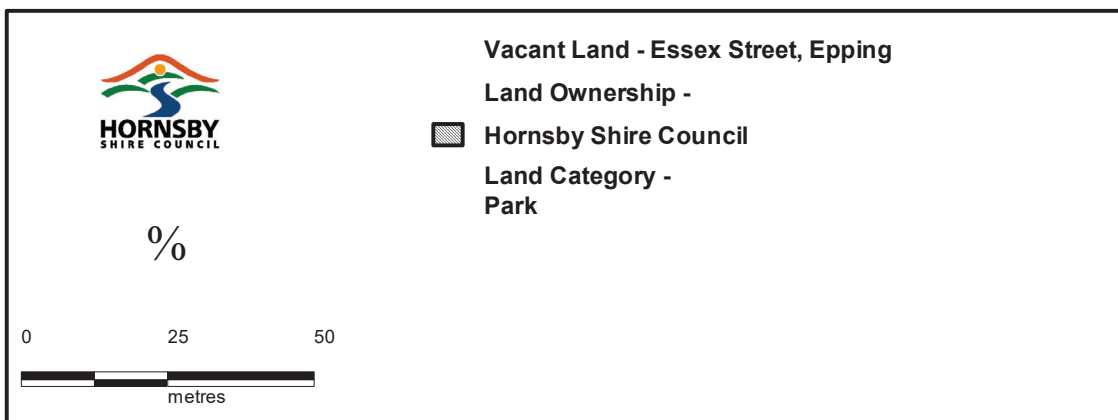 HORNSBY
SHIRE COUNCIL
%
0 25 50
metres
Vacant Land - Essex Street, Epping
Land Ownership -
Hornsby Shire Council
Land Category -
Park